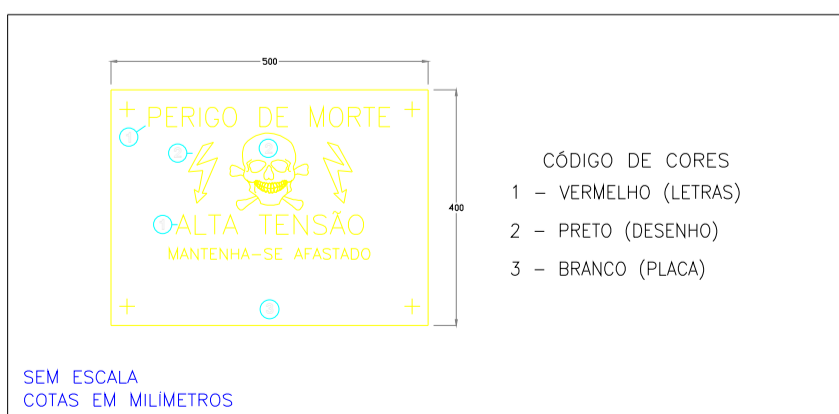 500
PERIGO DE MORTE
400
ALTA TENSÃO
MANTENHA-SE AFASTADO
CÓDIGO DE CORES
1 - VERMELHO (LETRAS)
2 - PRETO (DESENHO)
3 - BRANCO (PLACA)
SEM ESCALA
COTAS EM MILÍMETROS